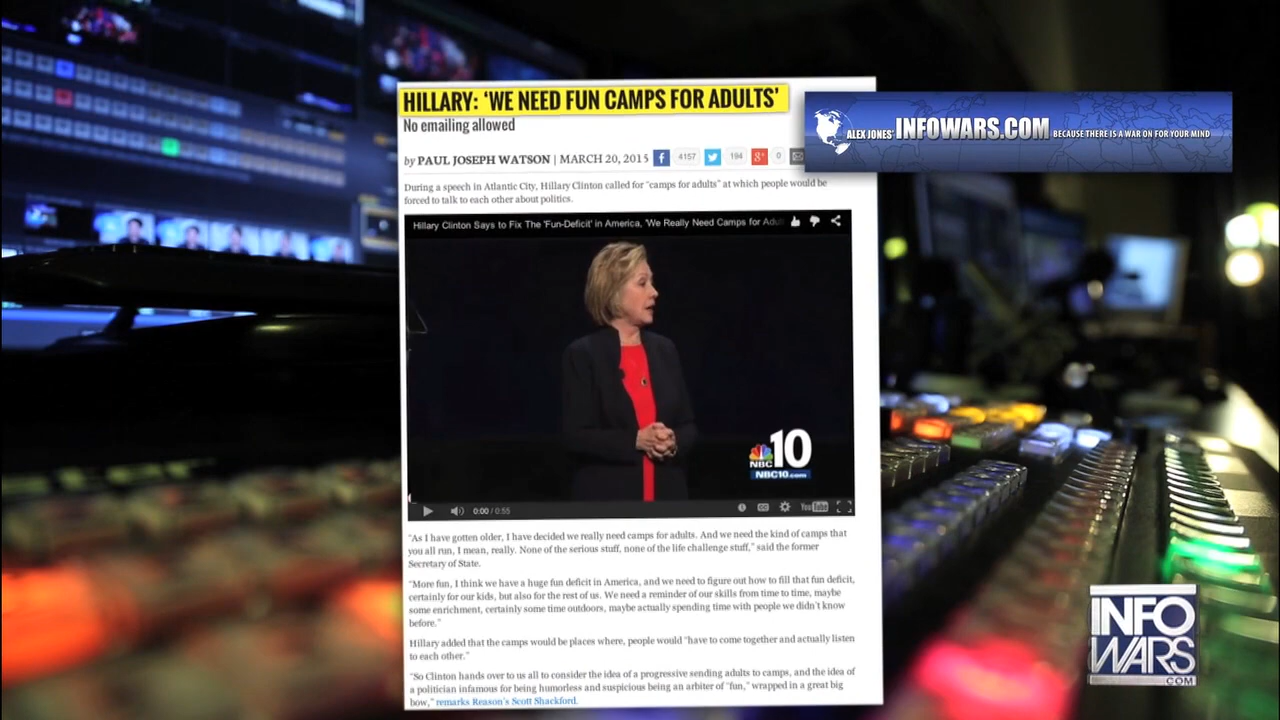 HILLARY: 'WE NEED FUN CAMPS FOR ADULTS'
No emailing allowed
by PAUL JOSEPH WATSON | MARCH 20, 2015 f 4157 194 g+ 0
ALEX JONES' INFOWARS.COM BECAUSE THERE IS A WAR ON FOR YOUR MIND
During a speech in Atlantic City, Hillary Clinton called for "camps for adults" at which people would be
forced to talk to each other about politics.
Hillary Clinton Says to Fix The 'Fun-Deficit' in America, 'We Really Need Camps for Adu
10
NBC
NBC10.com
0:00 / 0:55
YouTube
"As I have gotten older, I have decided we really need camps for adults. And we need the kind of camps that
you all run, I mean, really. None of the serious stuff, none of the life challenge stuff," said the former
Secretary of State.
"More fun, I think we have a huge fun deficit in America, and we need to figure out how to fill that fun deficit,
certainly for our kids, but also for the rest of us. We need a reminder of our skills from time to time, maybe
some enrichment, certainly some time outdoors, maybe actually spending time with people we didn't know
before."
Hillary added that the camps would be places where, people would "have to come together and actually listen
to each other."
"So Clinton hands over to us all to consider the idea of a progressive sending adults to camps, and the idea of
a politician infamous for being humorless and suspicious being an arbiter of "fun," wrapped in a great big
bow," remarks Reason's Scott Shackford.
INFO
WARS
.COM